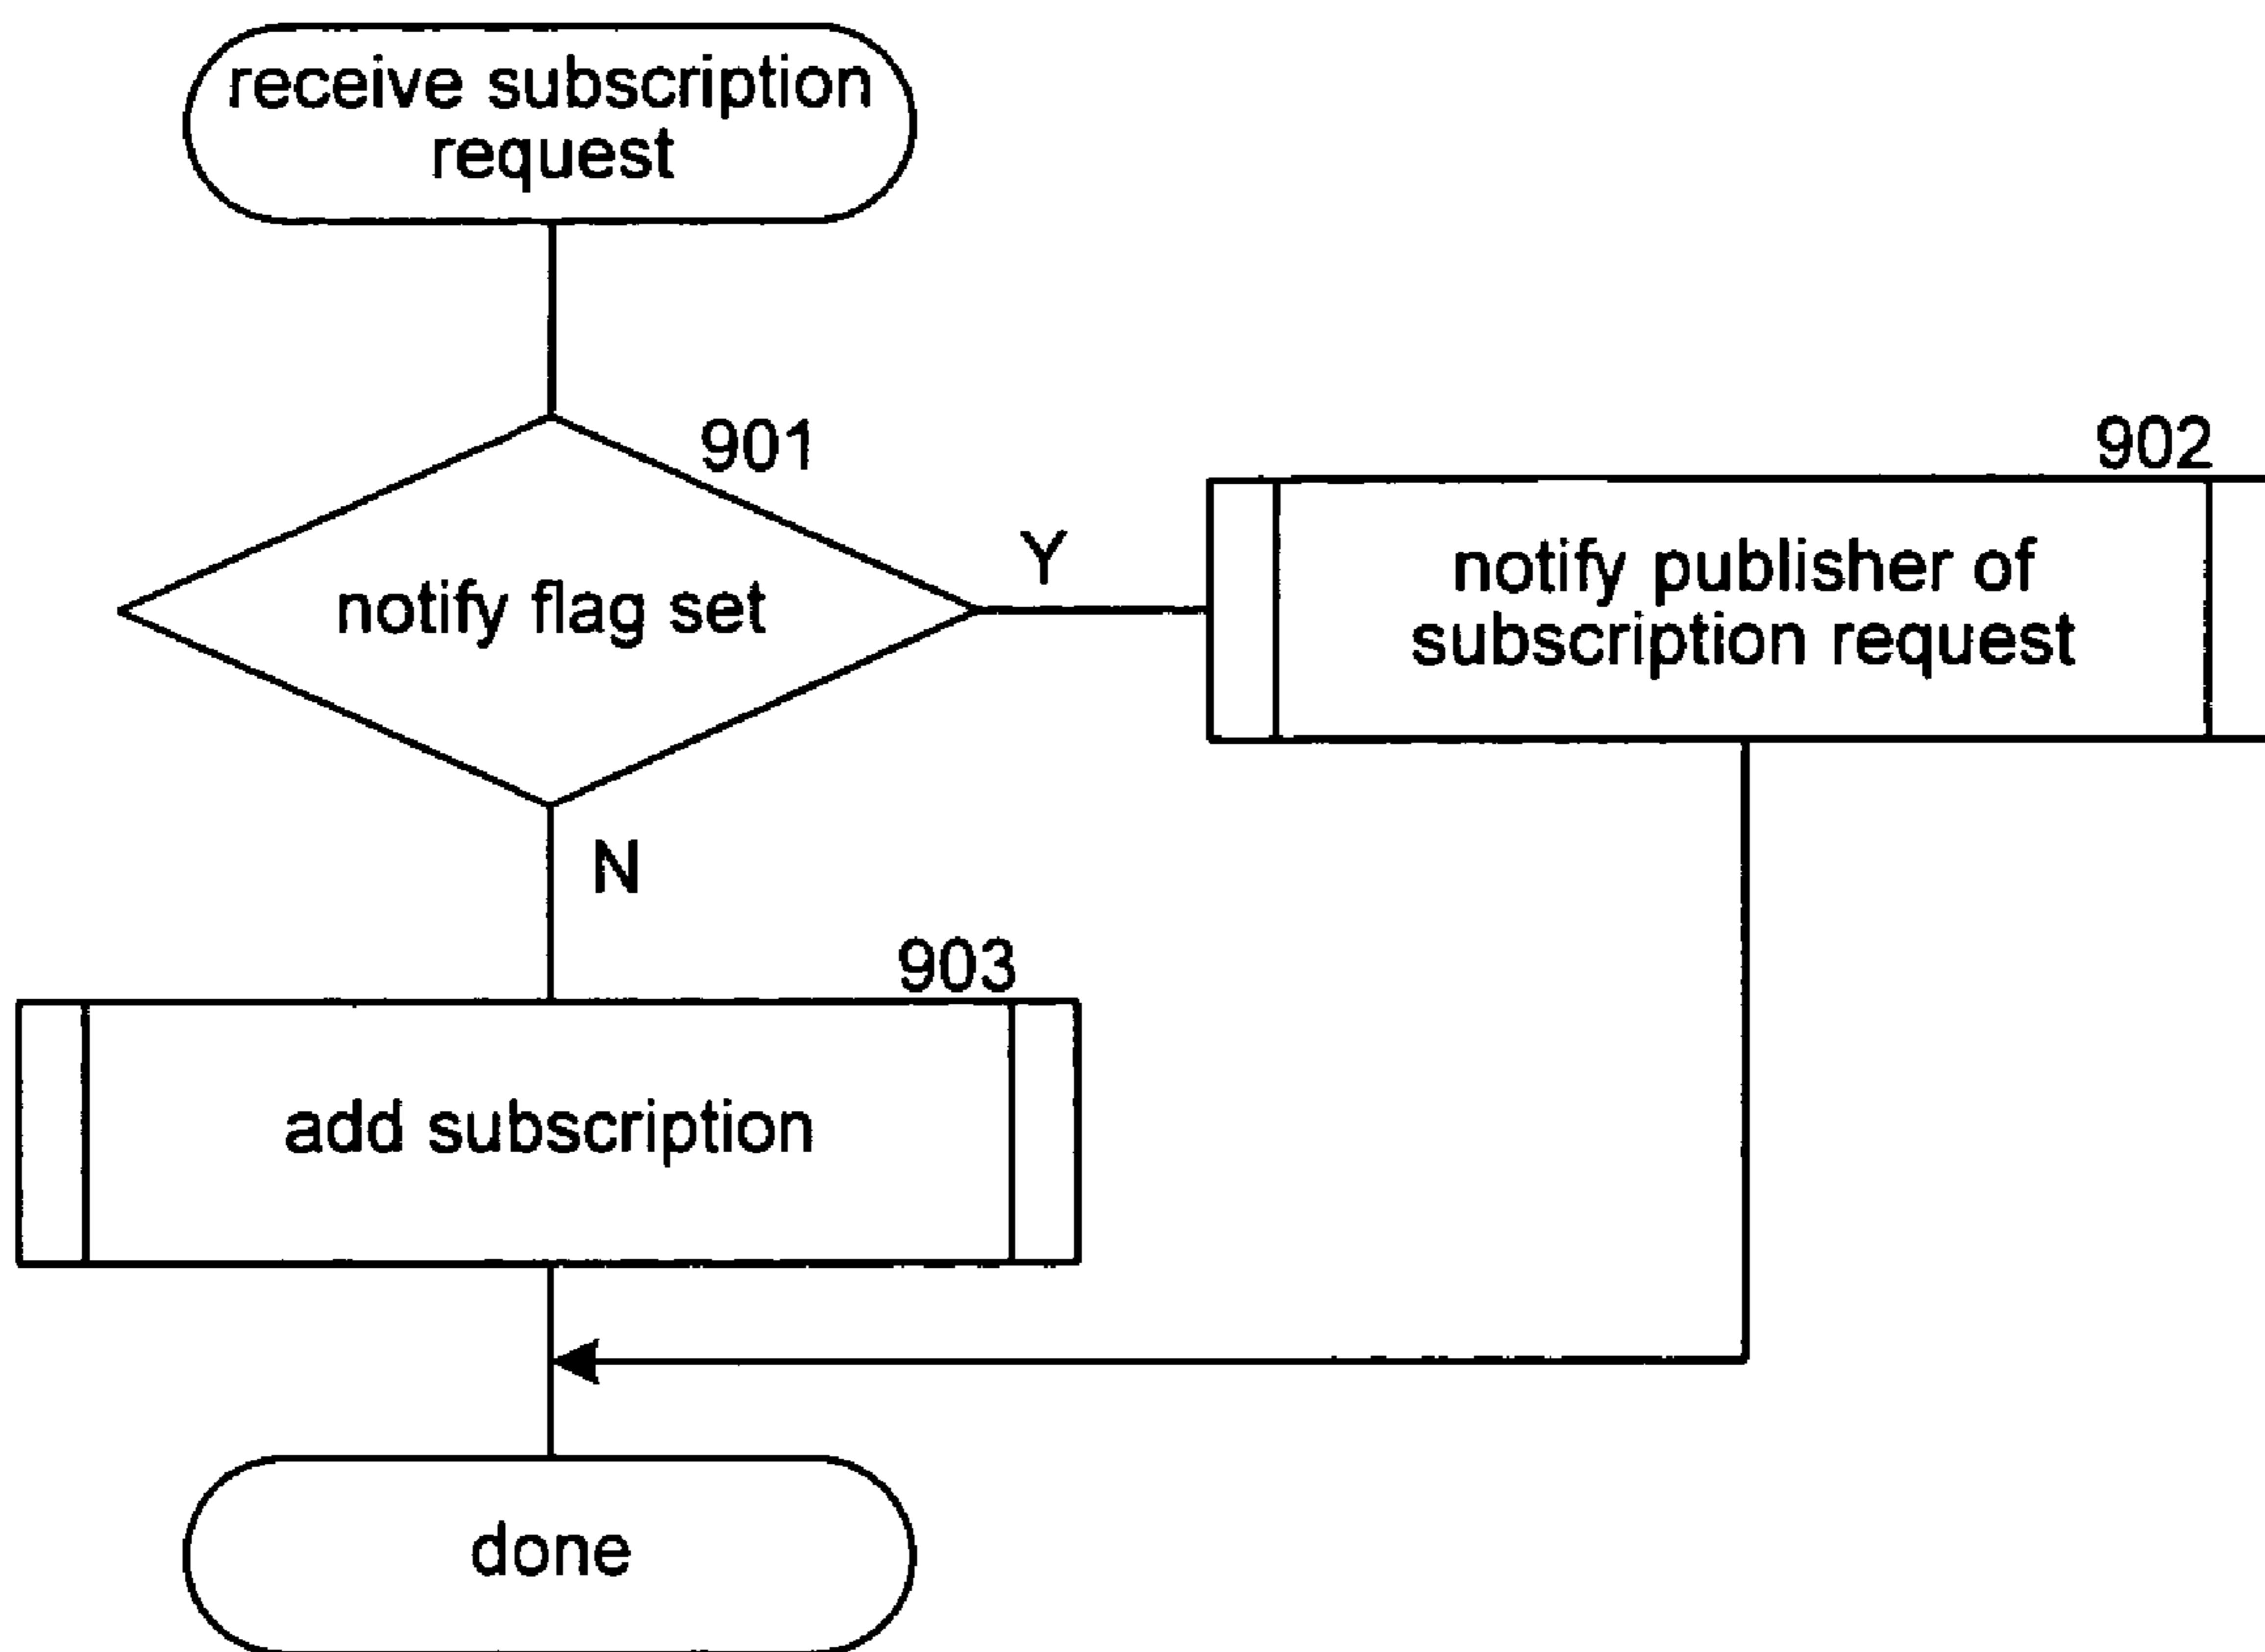 receive subscription
request
901
notify flag set
Y
902
notify publisher of
subscription request
N
903
add subscription
done